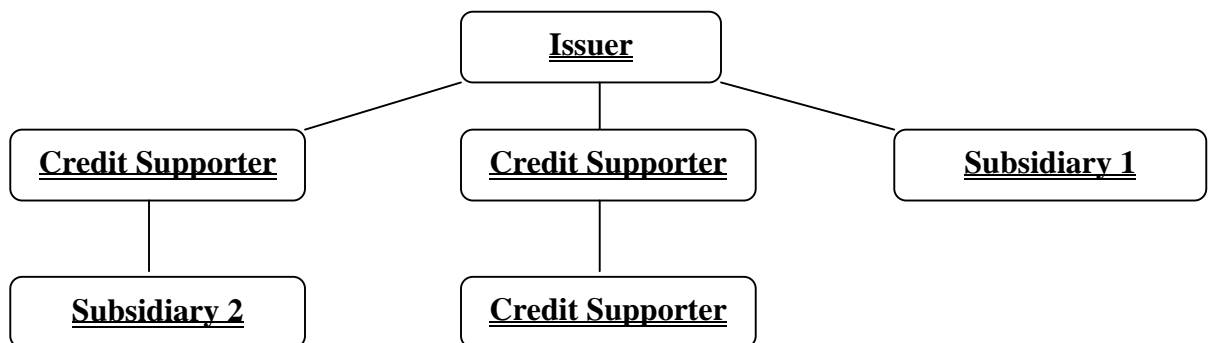 Issuer
Credit Supporter
Credit Supporter
Subsidiary 1
Subsidiary 2
Credit Supporter